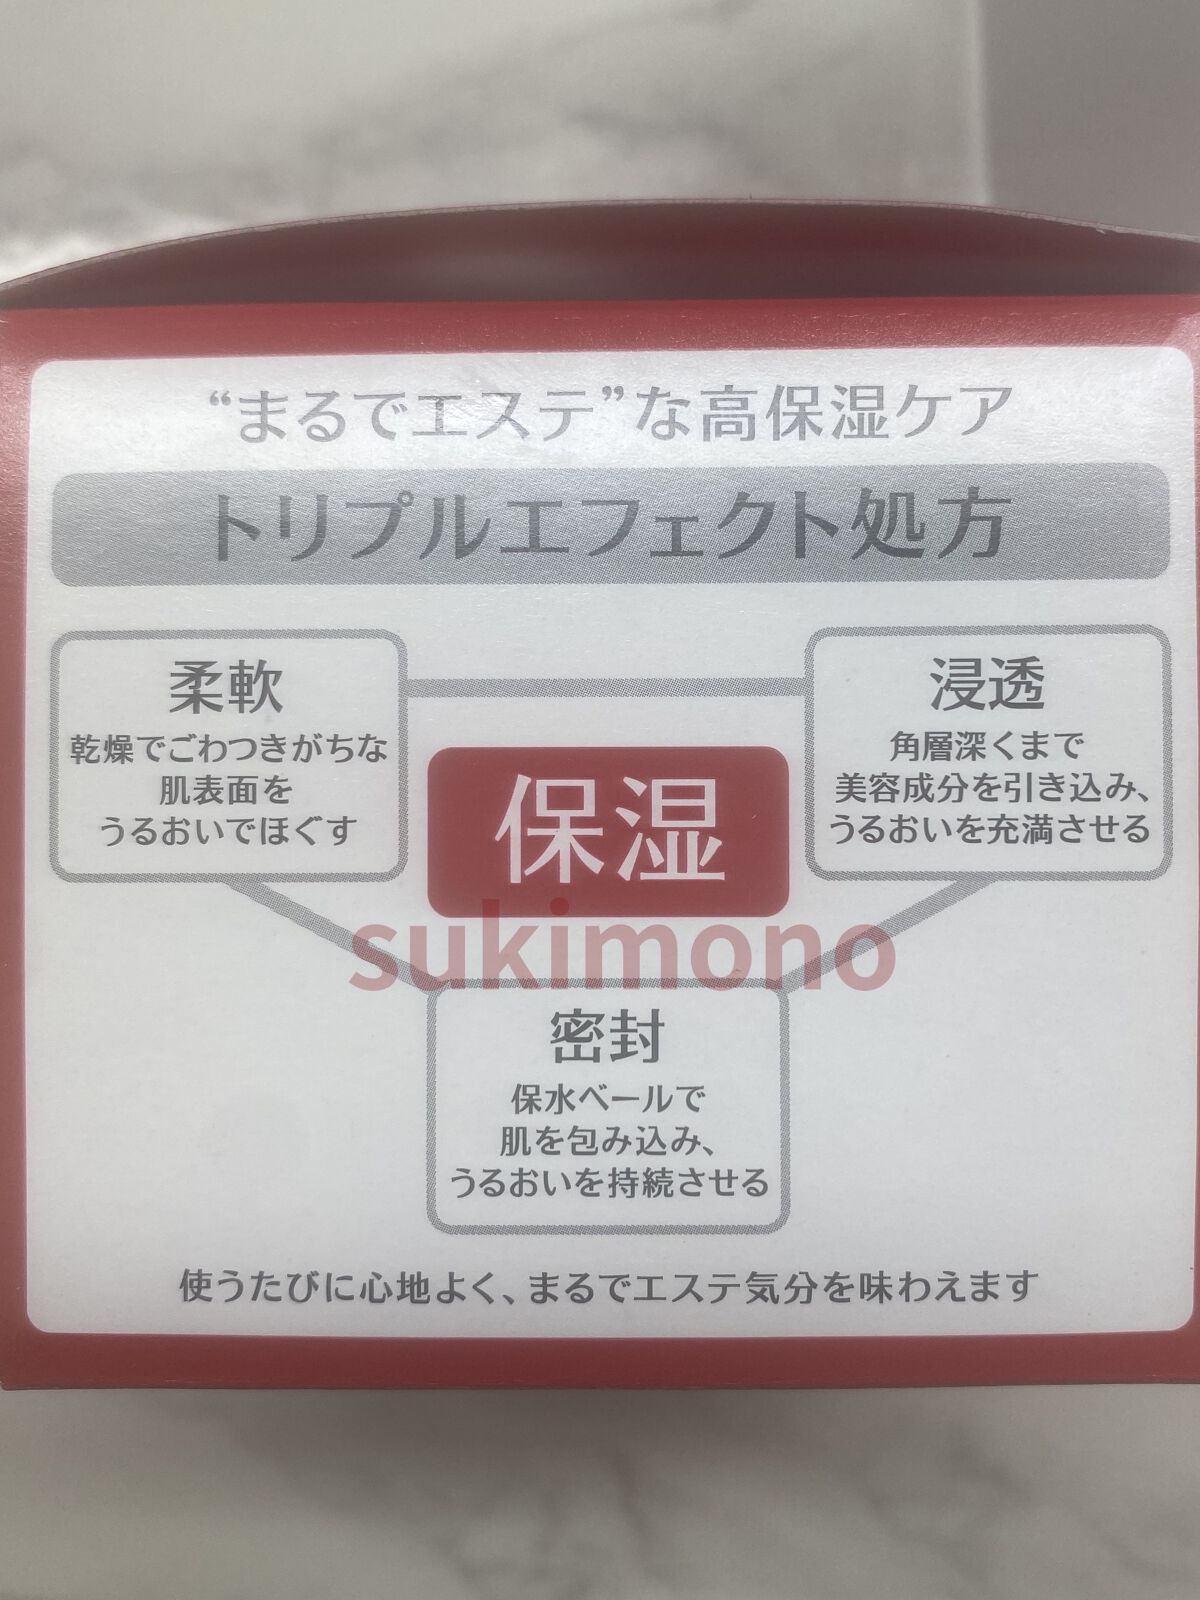 “まるでエステ”な高保湿ケア
トリプルエフェクト処方
柔軟
乾燥でごわつきがちな
肌表面を
うるおいでほぐす
浸透
角層深くまで
美容成分を引き込み、
うるおいを充満させる
保湿
sukimono
密封
保水ベールで
肌を包み込み、
うるおいを持続させる
使うたびに心地よく、まるでエステ気分を味わえます